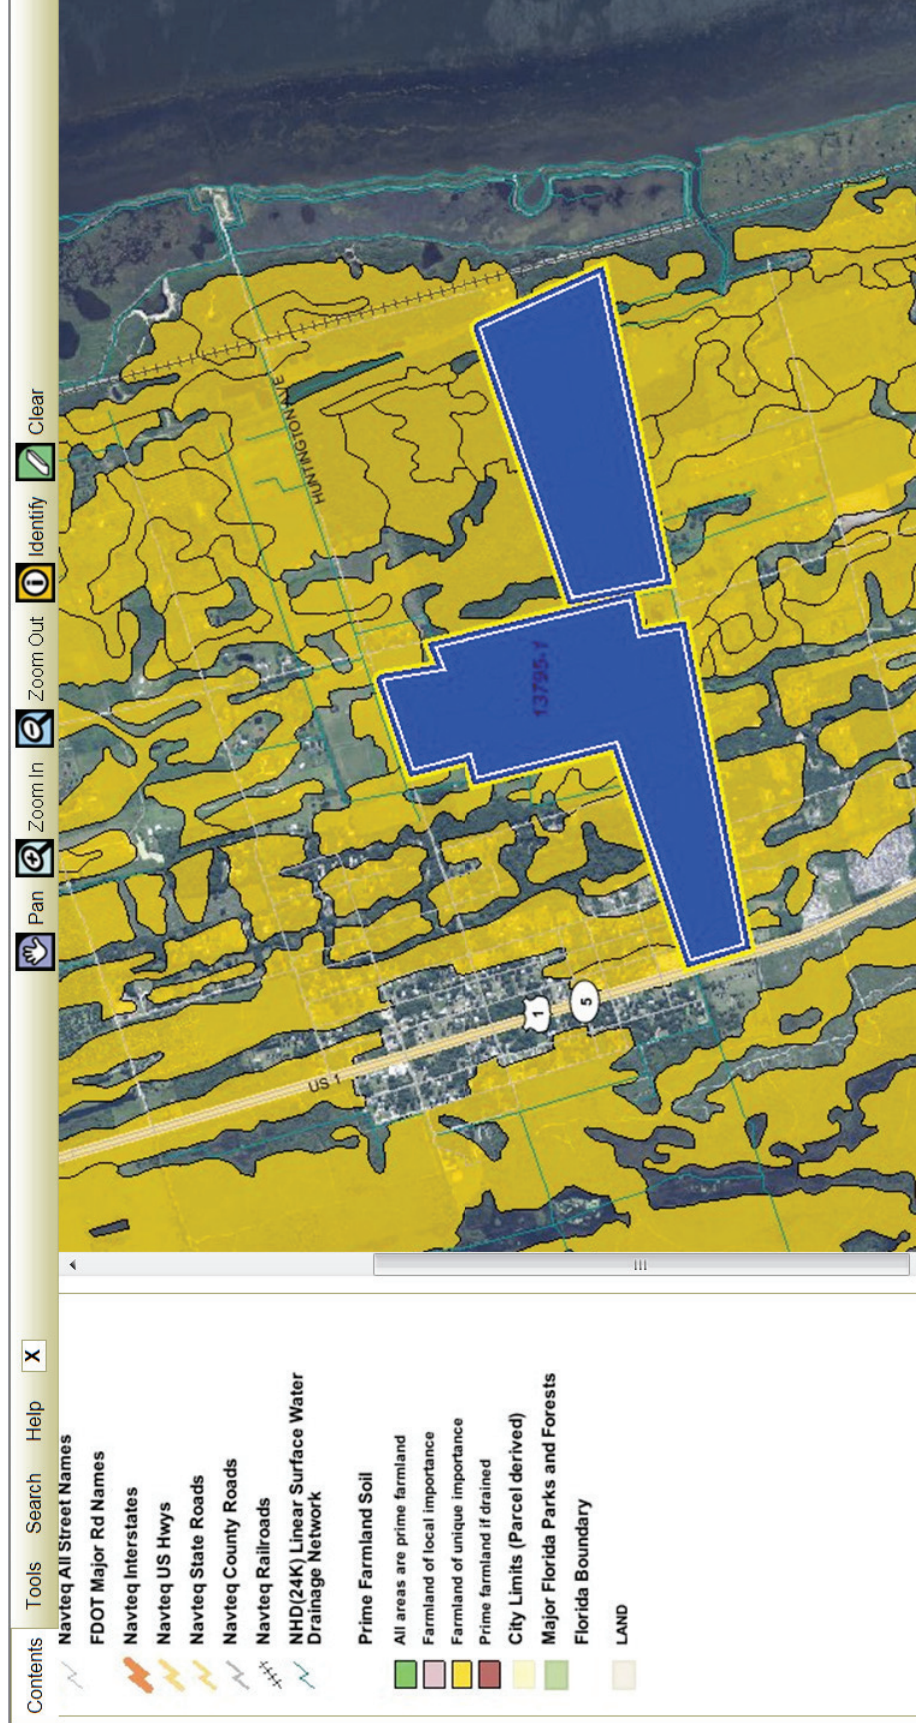 Contents Tools Search Help X
Pan Zoom In Zoom Out Identify Clear
Navteq All Street Names
FDOT Major Rd Names
Navteq Interstates
Navteq US Hwys
Navteq State Roads
Navteq County Roads
Navteq Railroads
NHD(24K) Linear Surface Water
Drainage Network
Prime Farmland Soil
All areas are prime farmland
Farmland of local importance
Farmland of unique importance
Prime farmland if drained
City Limits (Parcel derived)
Major Florida Parks and Forests
Florida Boundary
LAND
US 1
1
5
HUNTINGTON AVE
13795-1